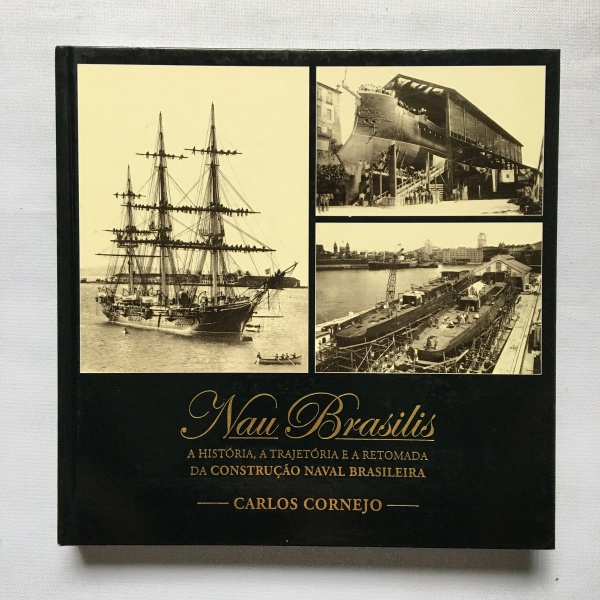 Nau Brasilis
A HISTÓRIA, A TRAJETÓRIA E A RETOMADA
DA CONSTRUÇÃO NAVAL BRASILEIRA
CARLOS CORNEJO